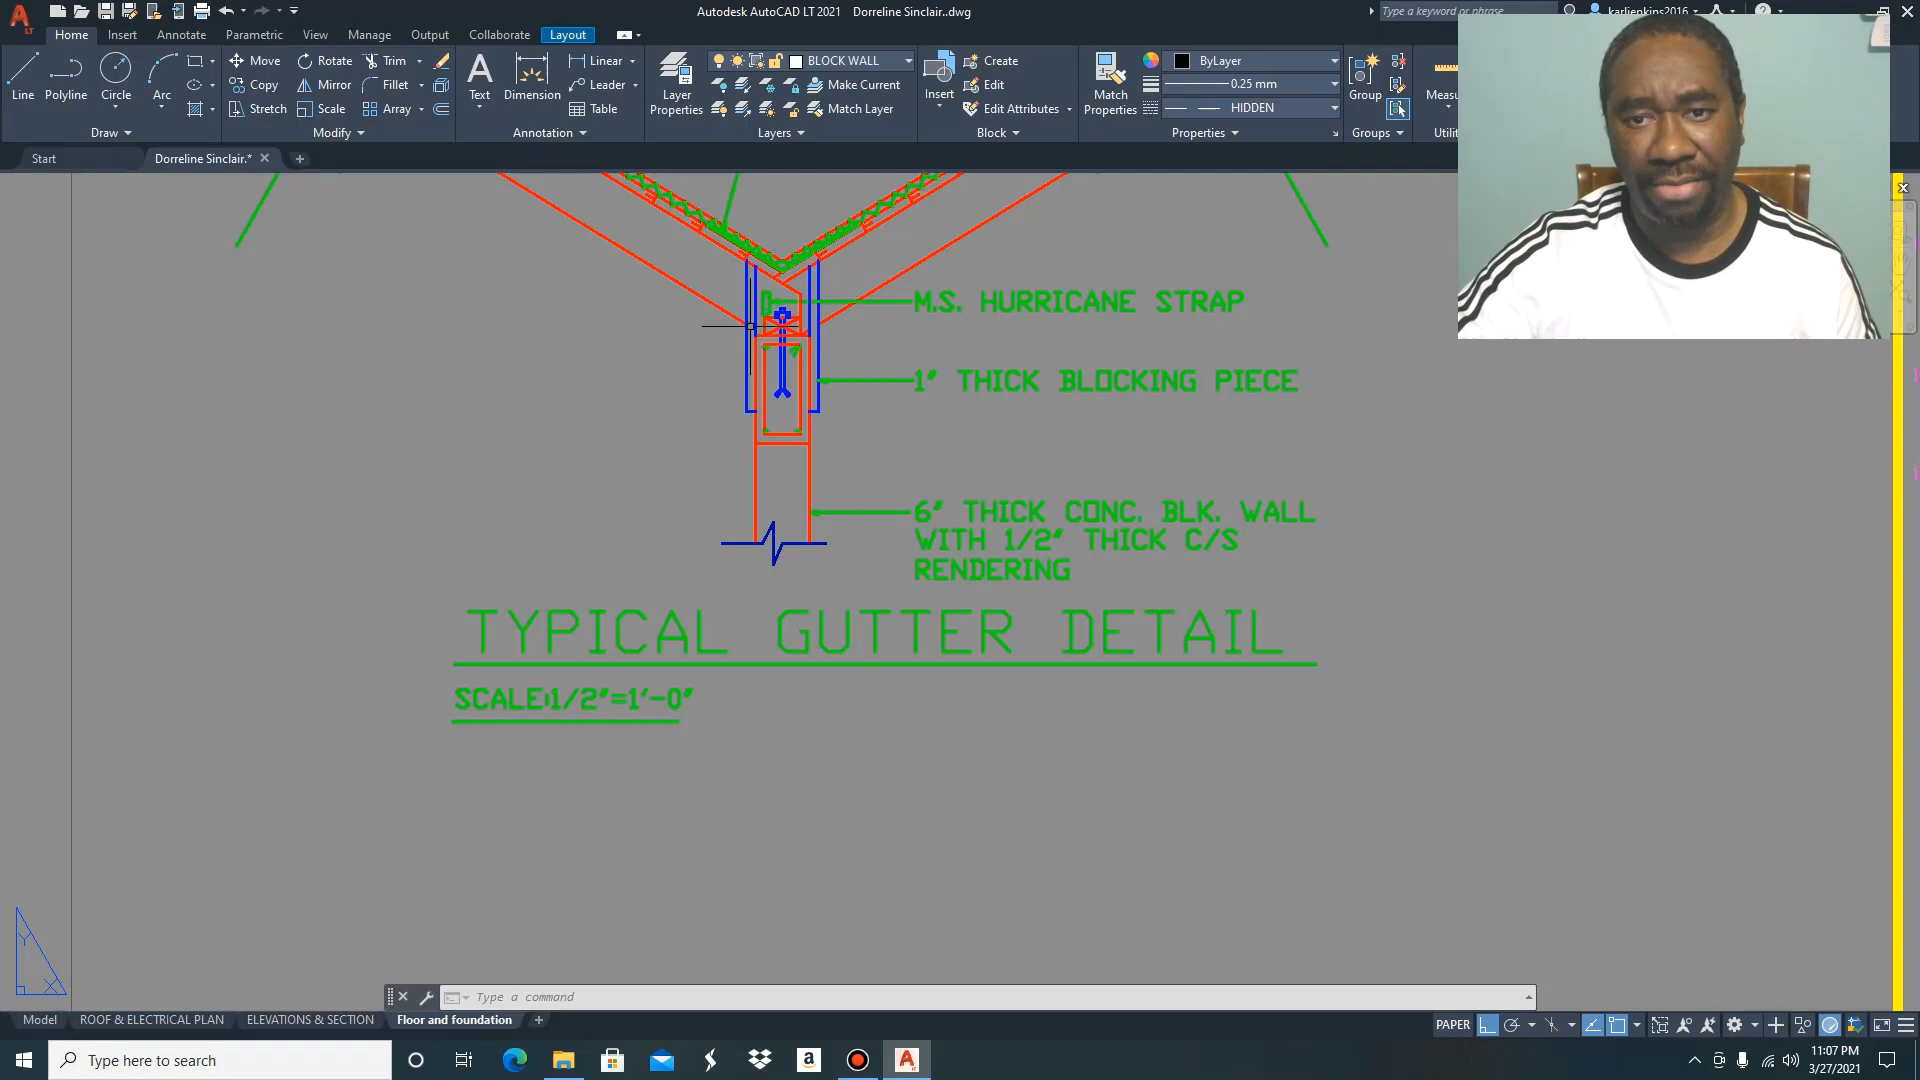 Autodesk AutoCAD LT 2021 Dorreline Sinclair..dwg
Type a keyword or phrase
karljenkins2016
Home Insert Annotate Parametric View Manage Output Collaborate Layout
Line Polyline Circle Arc
Move Rotate Trim
Copy Mirror Fillet
Stretch Scale Array
Text Dimension
Linear
Leader
Table
Layer Properties
BLOCK WALL
Make Current
Match Layer
Insert
Create
Edit
Edit Attributes
Match Properties
ByLayer
0.25 mm
HIDDEN
Group
Draw Modify Annotation Layers Block Properties Groups
Start Dorreline Sinclair.*
M.S. HURRICANE STRAP
1" THICK BLOCKING PIECE
6" THICK CONC. BLK. WALL
WITH 1/2" THICK C/S
RENDERING
TYPICAL GUTTER DETAIL
SCALE:1/2"=1'-0"
Y
X
Type a command
Model ROOF & ELECTRICAL PLAN ELEVATIONS & SECTION Floor and foundation
PAPER
Type here to search
11:07 PM
3/27/2021